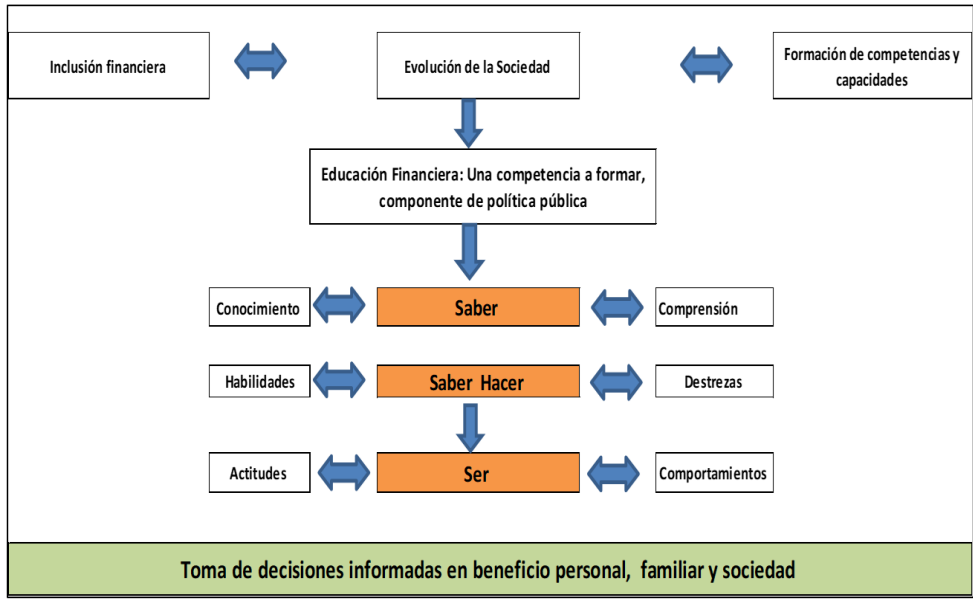 Inclusión financiera
Evolución de la Sociedad
Formación de competencias y
capacidades
Educación Financiera: Una competencia a formar,
componente de política pública
Conocimiento
Saber
Comprensión
Habilidades
Saber Hacer
Destrezas
Actitudes
Ser
Comportamientos
Toma de decisiones informadas en beneficio personal, familiar y sociedad